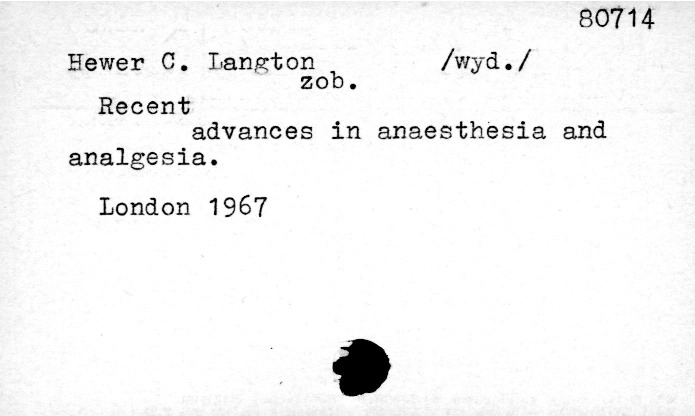 80714
Hewer C. Langton /wyd./
zob.
Recent
advances in anaesthesia and
analgesia.
London 1967